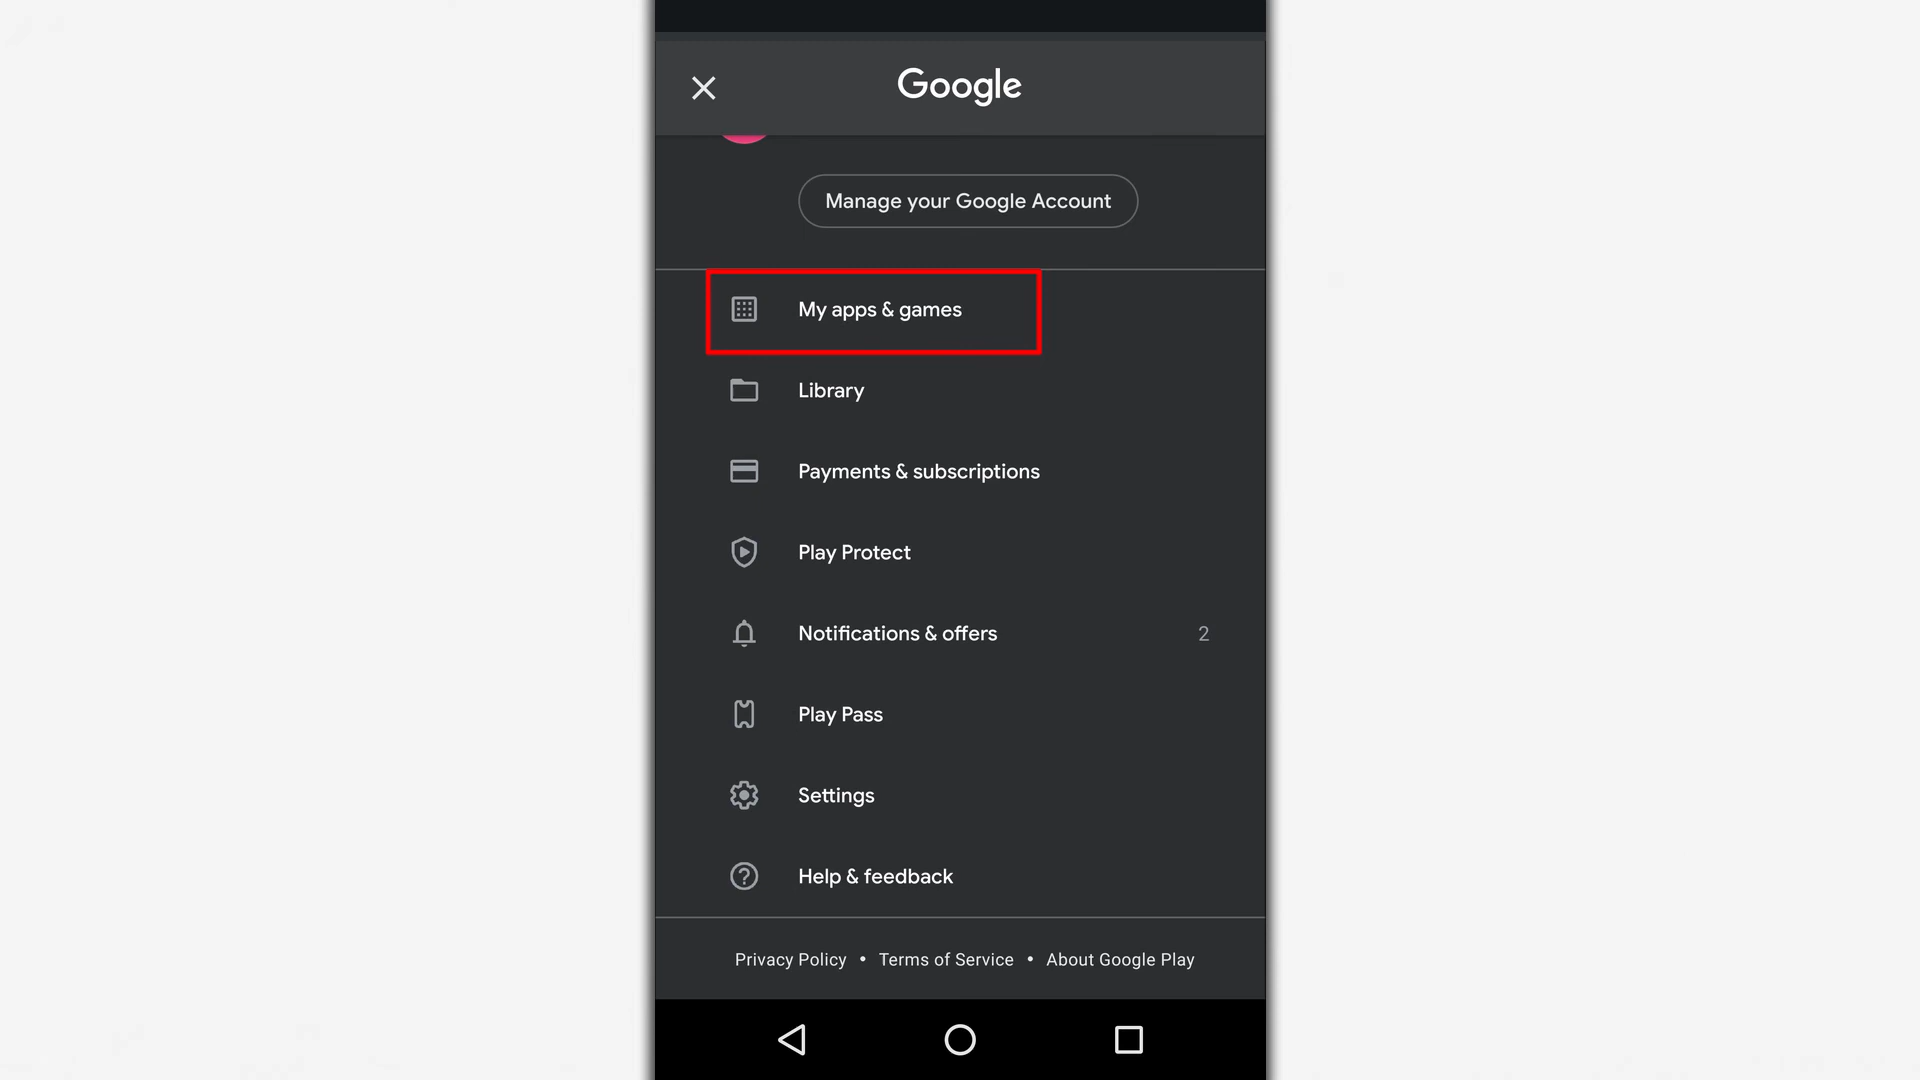 Google
Manage your Google Account
My apps & games
Library
Payments & subscriptions
Play Protect
Notifications & offers 2
Play Pass
Settings
Help & feedback
Privacy Policy • Terms of Service • About Google Play